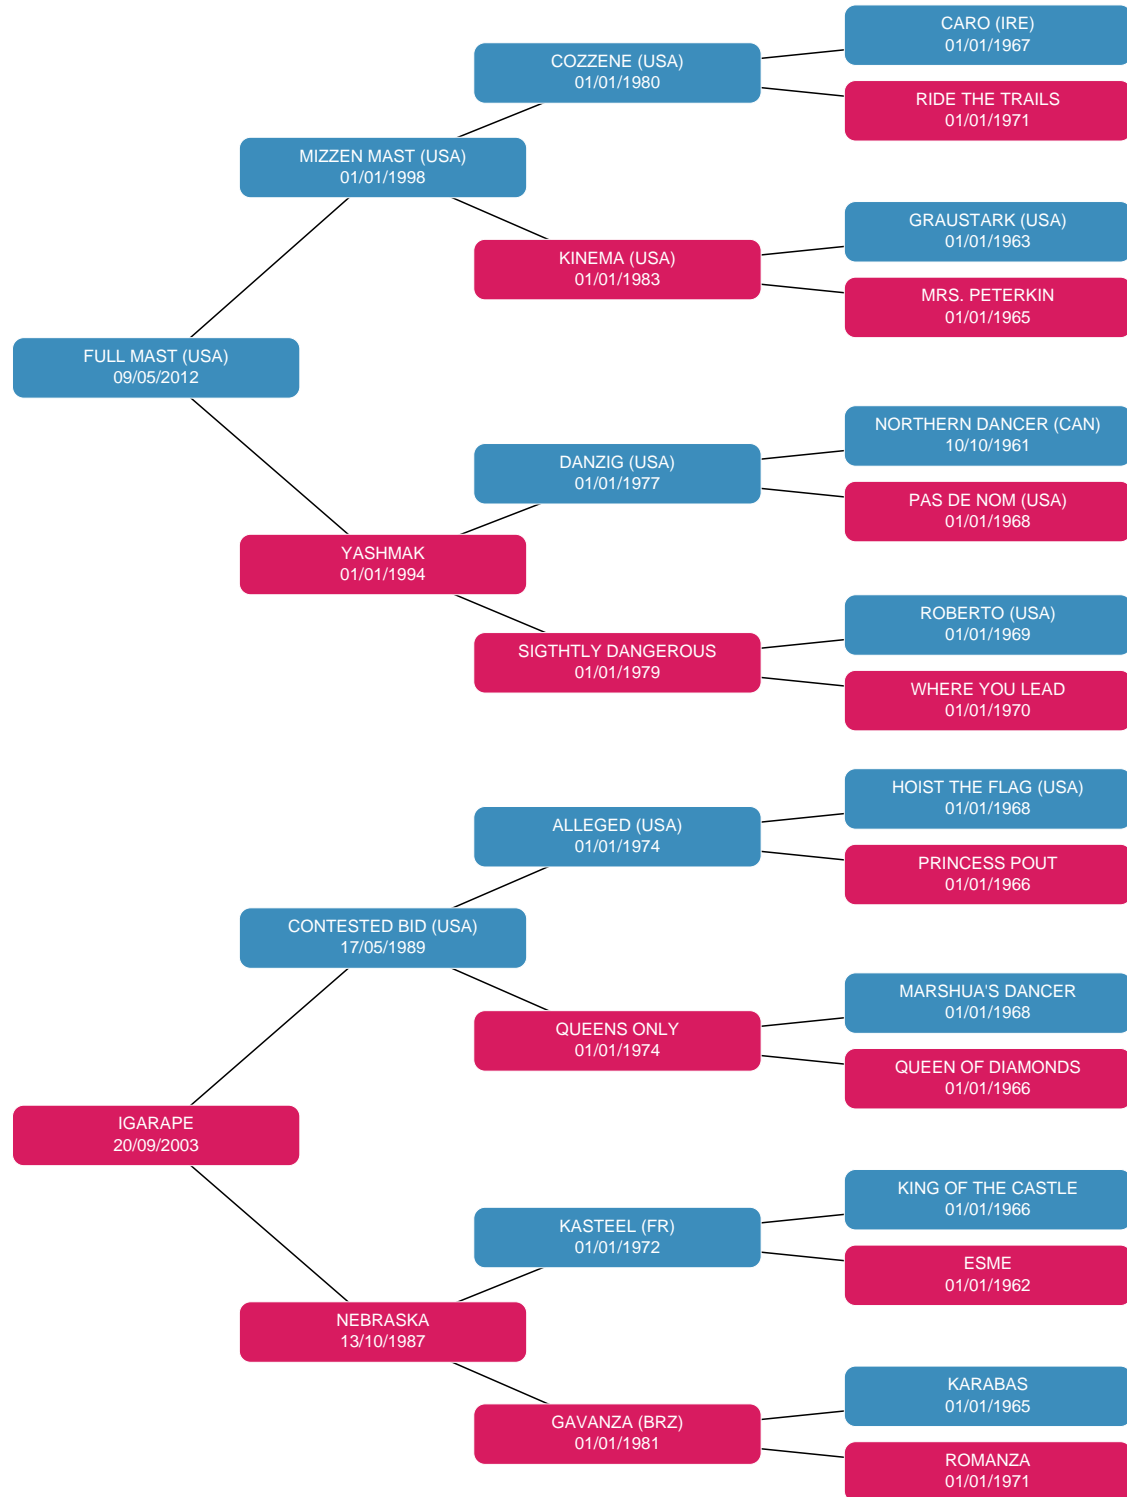 CARO (IRE)
01/01/1967
COZZENE (USA)
01/01/1980
RIDE THE TRAILS
01/01/1971
MIZZEN MAST (USA)
01/01/1998
GRAUSTARK (USA)
01/01/1963
KINEMA (USA)
01/01/1983
MRS. PETERKIN
01/01/1965
FULL MAST (USA)
09/05/2012
NORTHERN DANCER (CAN)
10/10/1961
DANZIG (USA)
01/01/1977
PAS DE NOM (USA)
01/01/1968
YASHMAK
01/01/1994
ROBERTO (USA)
01/01/1969
SIGTHTLY DANGEROUS
01/01/1979
WHERE YOU LEAD
01/01/1970
HOIST THE FLAG (USA)
01/01/1968
ALLEGED (USA)
01/01/1974
PRINCESS POUT
01/01/1966
CONTESTED BID (USA)
17/05/1989
MARSHUA'S DANCER
01/01/1968
QUEENS ONLY
01/01/1974
QUEEN OF DIAMONDS
01/01/1966
IGARAPE
20/09/2003
KING OF THE CASTLE
01/01/1966
KASTEEL (FR)
01/01/1972
ESME
01/01/1962
NEBRASKA
13/10/1987
KARABAS
01/01/1965
GAVANZA (BRZ)
01/01/1981
ROMANZA
01/01/1971